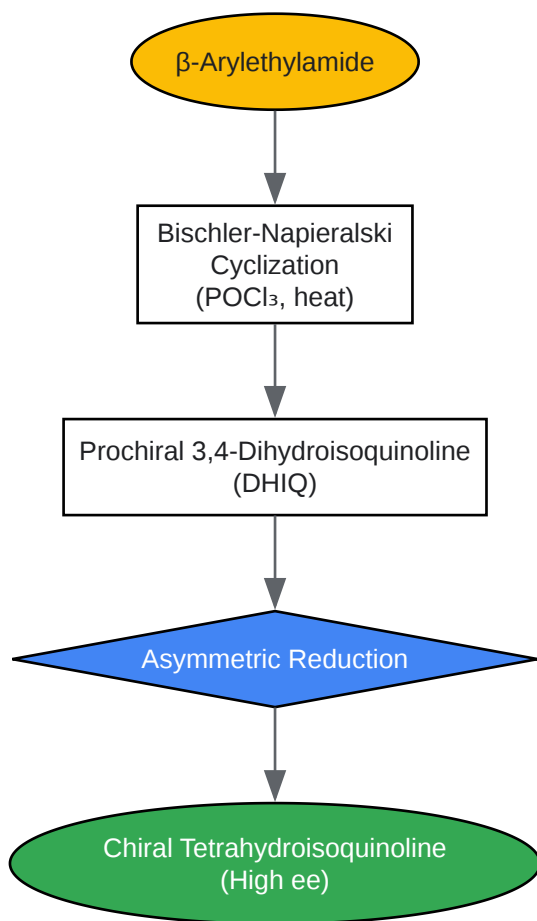 β-Arylethylamide
Bischler-Napieralski
Cyclization
(POCl₃, heat)
Prochiral 3,4-Dihydroisoquinoline
(DHIQ)
Asymmetric Reduction
Chiral Tetrahydroisoquinoline
(High ee)